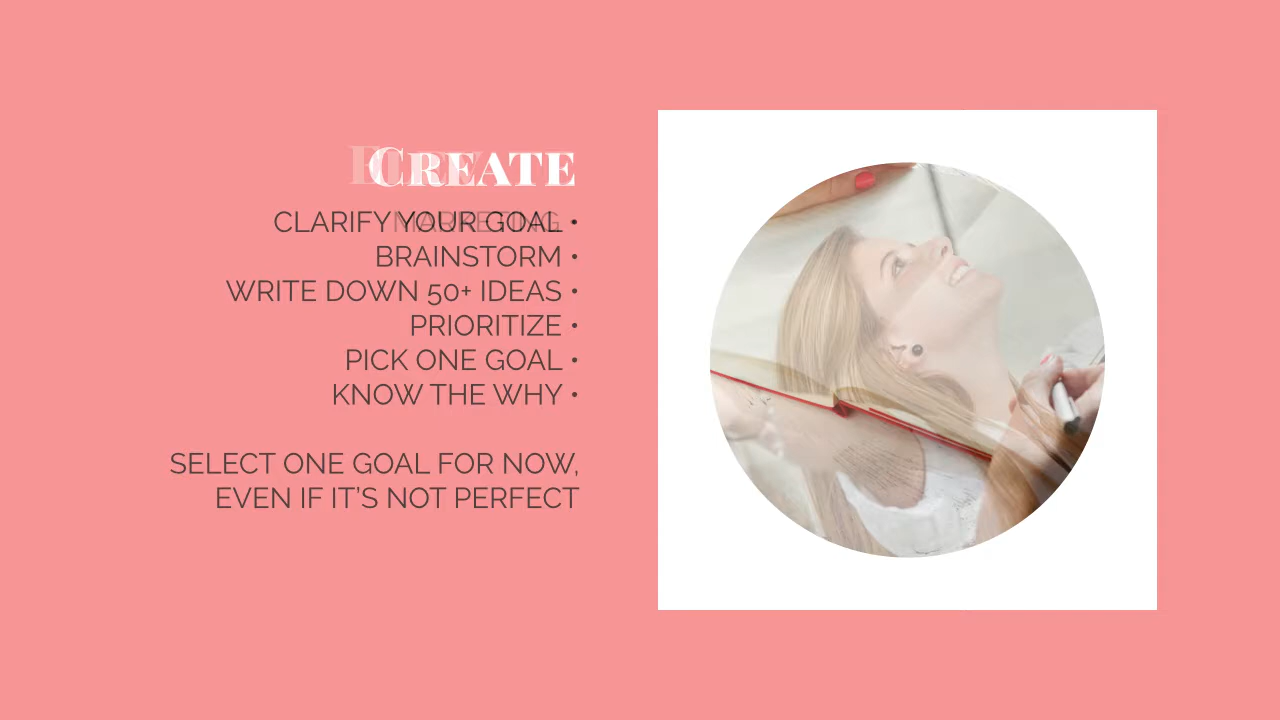 CREATE
CLARIFY YOUR GOAL •
MARKETING
BRAINSTORM •
WRITE DOWN 50+ IDEAS •
PRIORITIZE •
PICK ONE GOAL •
KNOW THE WHY •
SELECT ONE GOAL FOR NOW,
EVEN IF IT'S NOT PERFECT